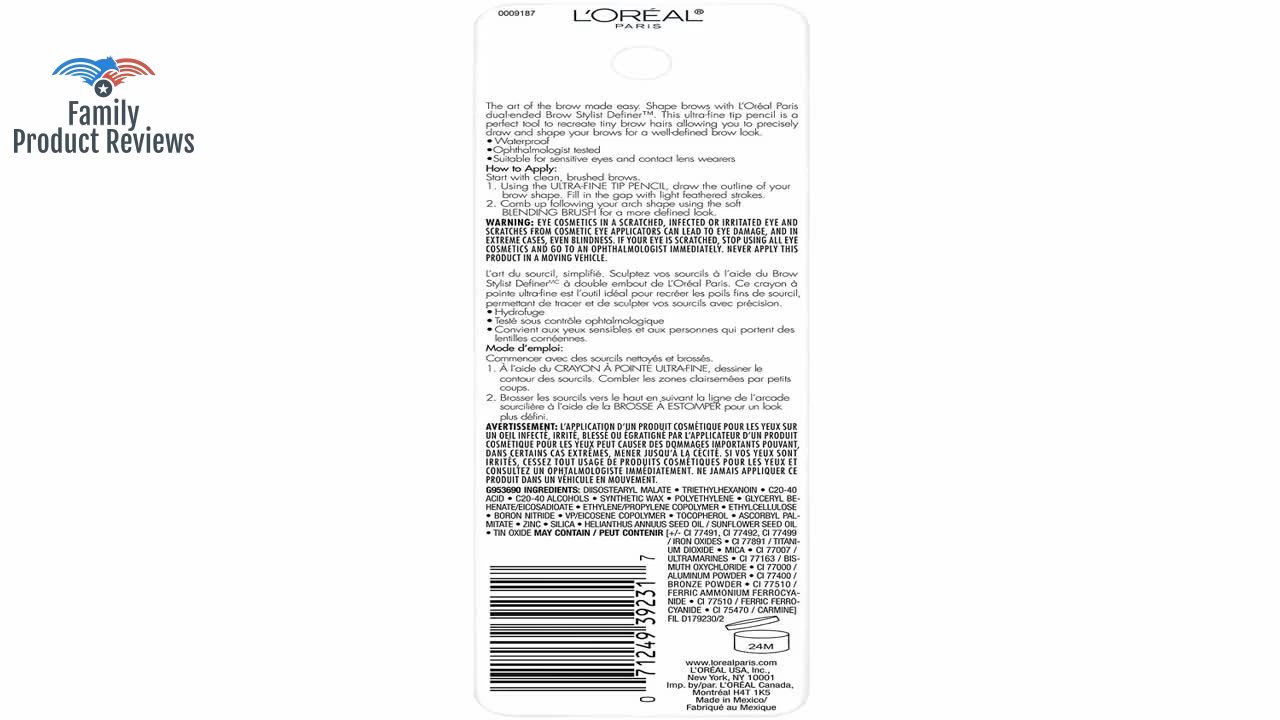 0009187
L'ORÉAL®
PARIS
Family
Product Reviews
The art of the brow made easy. Shape brows with L'Oréal Paris
dual-ended Brow Stylist Definer™. This ultra-fine tip pencil is a
perfect tool to recreate tiny brow hairs allowing you to precisely
draw and shape your brows for a well-defined brow look.
• Waterproof
• Ophthalmologist tested
• Suitable for sensitive eyes and contact lens wearers
How to Apply:
Start with clean, brushed brows.
1. Using the ULTRA-FINE TIP PENCIL, draw the outline of your
brow shape. Fill in the gap with light feathered strokes.
2. Comb up following your arch shape using the soft
BLENDING BRUSH for a more defined look.
WARNING: EYE COSMETICS IN A SCRATCHED, INFECTED OR IRRITATED EYE AND
SCRATCHES FROM COSMETIC EYE APPLICATORS CAN LEAD TO EYE DAMAGE, AND IN
EXTREME CASES, EVEN BLINDNESS. IF YOUR EYE IS SCRATCHED, STOP USING ALL EYE
COSMETICS AND GO TO AN OPHTHALMOLOGIST IMMEDIATELY. NEVER APPLY THIS
PRODUCT IN A MOVING VEHICLE.
L'art du sourcil, simplifié. Sculptez vos sourcils à l'aide du Brow
Stylist Definer MC à double embout de L'Oréal Paris. Ce crayon à
pointe ultra-fine est l'outil idéal pour recréer les poils fins de sourcil,
permettant de tracer et de sculpter vos sourcils avec précision.
• Hydrofuge
• Testé sous contrôle ophtalmologique
• Convient aux yeux sensibles et aux personnes qui portent des
lentilles cornéennes.
Mode d'emploi:
Commencer avec des sourcils nettoyés et brossés.
1. À l'aide du CRAYON À POINTE ULTRA-FINE, dessiner le
contour des sourcils. Combler les zones clairsemées par petits
coups.
2. Brosser les sourcils vers le haut en suivant la ligne de l'arcade
sourcilière à l'aide de la BROSSE À ESTOMPER pour un look
plus défini.
AVERTISSEMENT: L'APPLICATION D'UN PRODUIT COSMÉTIQUE POUR LES YEUX SUR
UN OEIL INFECTÉ, IRRITÉ, BLESSÉ OU ÉGRATIGNÉ PAR L'APPLICATEUR D'UN PRODUIT
COSMÉTIQUE POUR LES YEUX PEUT CAUSER DES DOMMAGES IMPORTANTS POUVANT,
DANS CERTAINS CAS EXTRÊMES, MENER JUSQU'À LA CÉCITÉ. SI VOS YEUX SONT
IRRITÉS, CESSEZ TOUT USAGE DE PRODUITS COSMÉTIQUES POUR LES YEUX ET
CONSULTEZ UN OPHTALMOLOGISTE IMMÉDIATEMENT. NE JAMAIS APPLIQUER CE
PRODUIT DANS UN VÉHICULE EN MOUVEMENT.
G953690 INGREDIENTS: DIISOSTEARYL MALATE • TRIETHYLHEXANOIN • C20-40
ACID • C20-40 ALCOHOLS • SYNTHETIC WAX • POLYETHYLENE • GLYCERYL BE-
HENATE/EICOSADIOATE • ETHYLENE/PROPYLENE COPOLYMER • ETHYLCELLULOSE
• BORON NITRIDE • VP/EICOSENE COPOLYMER • TOCOPHEROL • ASCORBYL PAL-
MITATE • ZINC • SILICA • HELIANTHUS ANNUUS SEED OIL / SUNFLOWER SEED OIL
• TIN OXIDE MAY CONTAIN / PEUT CONTENIR [+/- CI 77491, CI 77492, CI 77499
/ IRON OXIDES • CI 77891 / TITANI-
UM DIOXIDE • MICA • CI 77007 /
ULTRAMARINES • CI 77163 / BIS-
MUTH OXYCHLORIDE • CI 77000 /
ALUMINUM POWDER • CI 77400 /
BRONZE POWDER • CI 77510 /
FERRIC AMMONIUM FERROCYA-
NIDE • CI 77510 / FERRIC FERRO-
CYANIDE • CI 75470 / CARMINE]
FIL D179230/2
0 71249 39231 7
24M
www.lorealparis.com
L'ORÉAL USA, Inc.,
New York, NY 10001
Imp. by/par. L'ORÉAL Canada,
Montréal H4T 1K5
Made in Mexico/
Fabriqué au Mexique